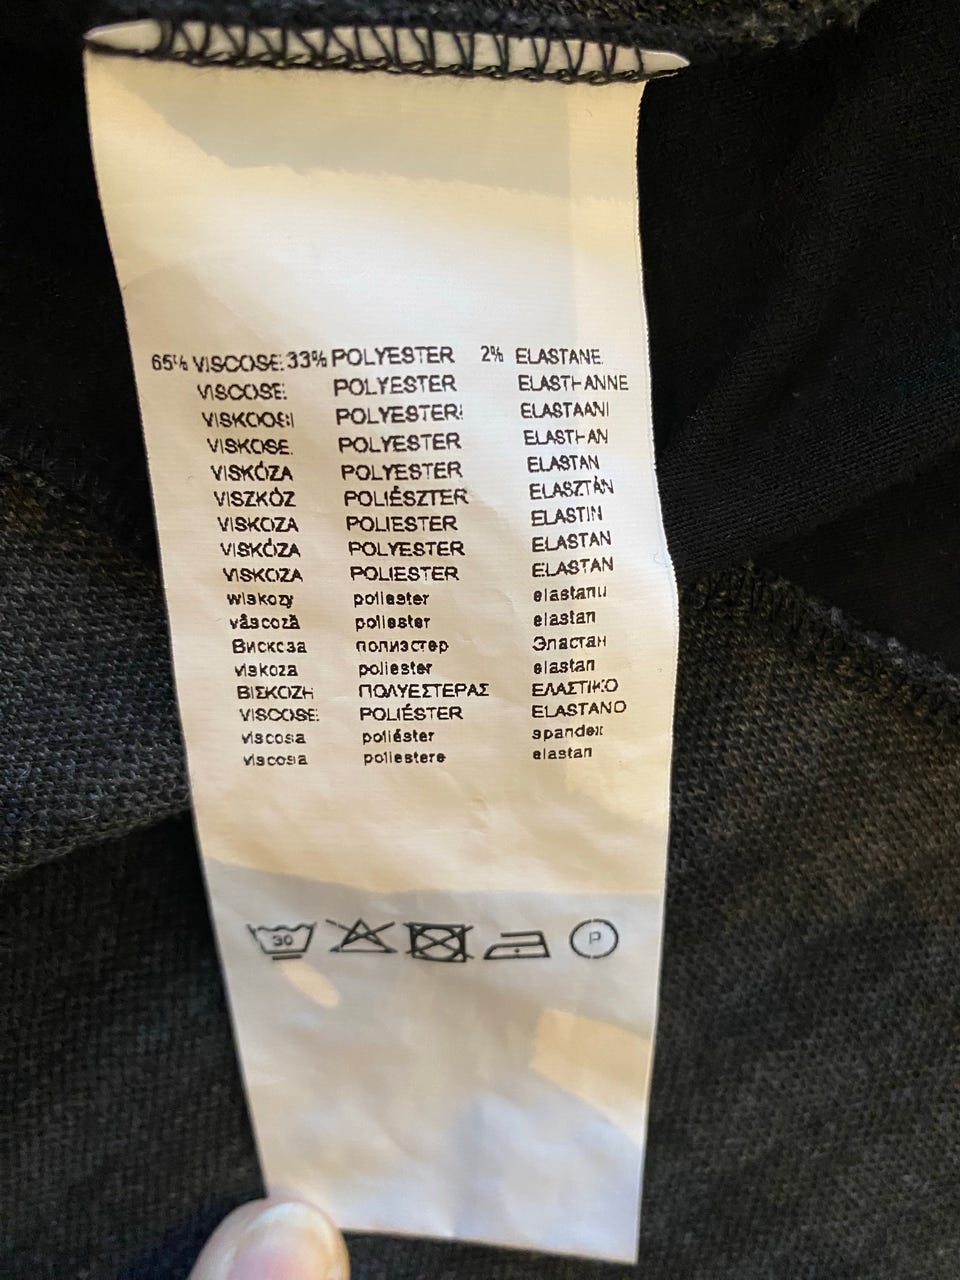 65% VISCOSE 33% POLYESTER 2% ELASTANE
VISCOSE POLYESTER ELASTHANNE
VISKOOSI POLYESTERI ELASTAANI
VISKOSE POLYESTER ELASTHAN
VISKÓZA POLYESTER ELASTAN
VISZKÓZ POLIÉSZTER ELASZTÁN
VISKOZA POLIESTER ELASTIN
VISKÓZA POLYESTER ELASTAN
VISKOZA POLIESTER ELASTAN
wiskozy poliester elastanu
vâscoză poliester elastan
Вискоза полиэстер Эластан
viskoza poliester elastan
ΒΙΣΚΟΖΗ ΠΟΛΥΕΣΤΕΡΑΣ ΕΛΑΣΤΙΚΟ
VISCOSE POLIÉSTER ELASTANO
viscosa poliéster spandex
viscosa poliestere elastan
30 P